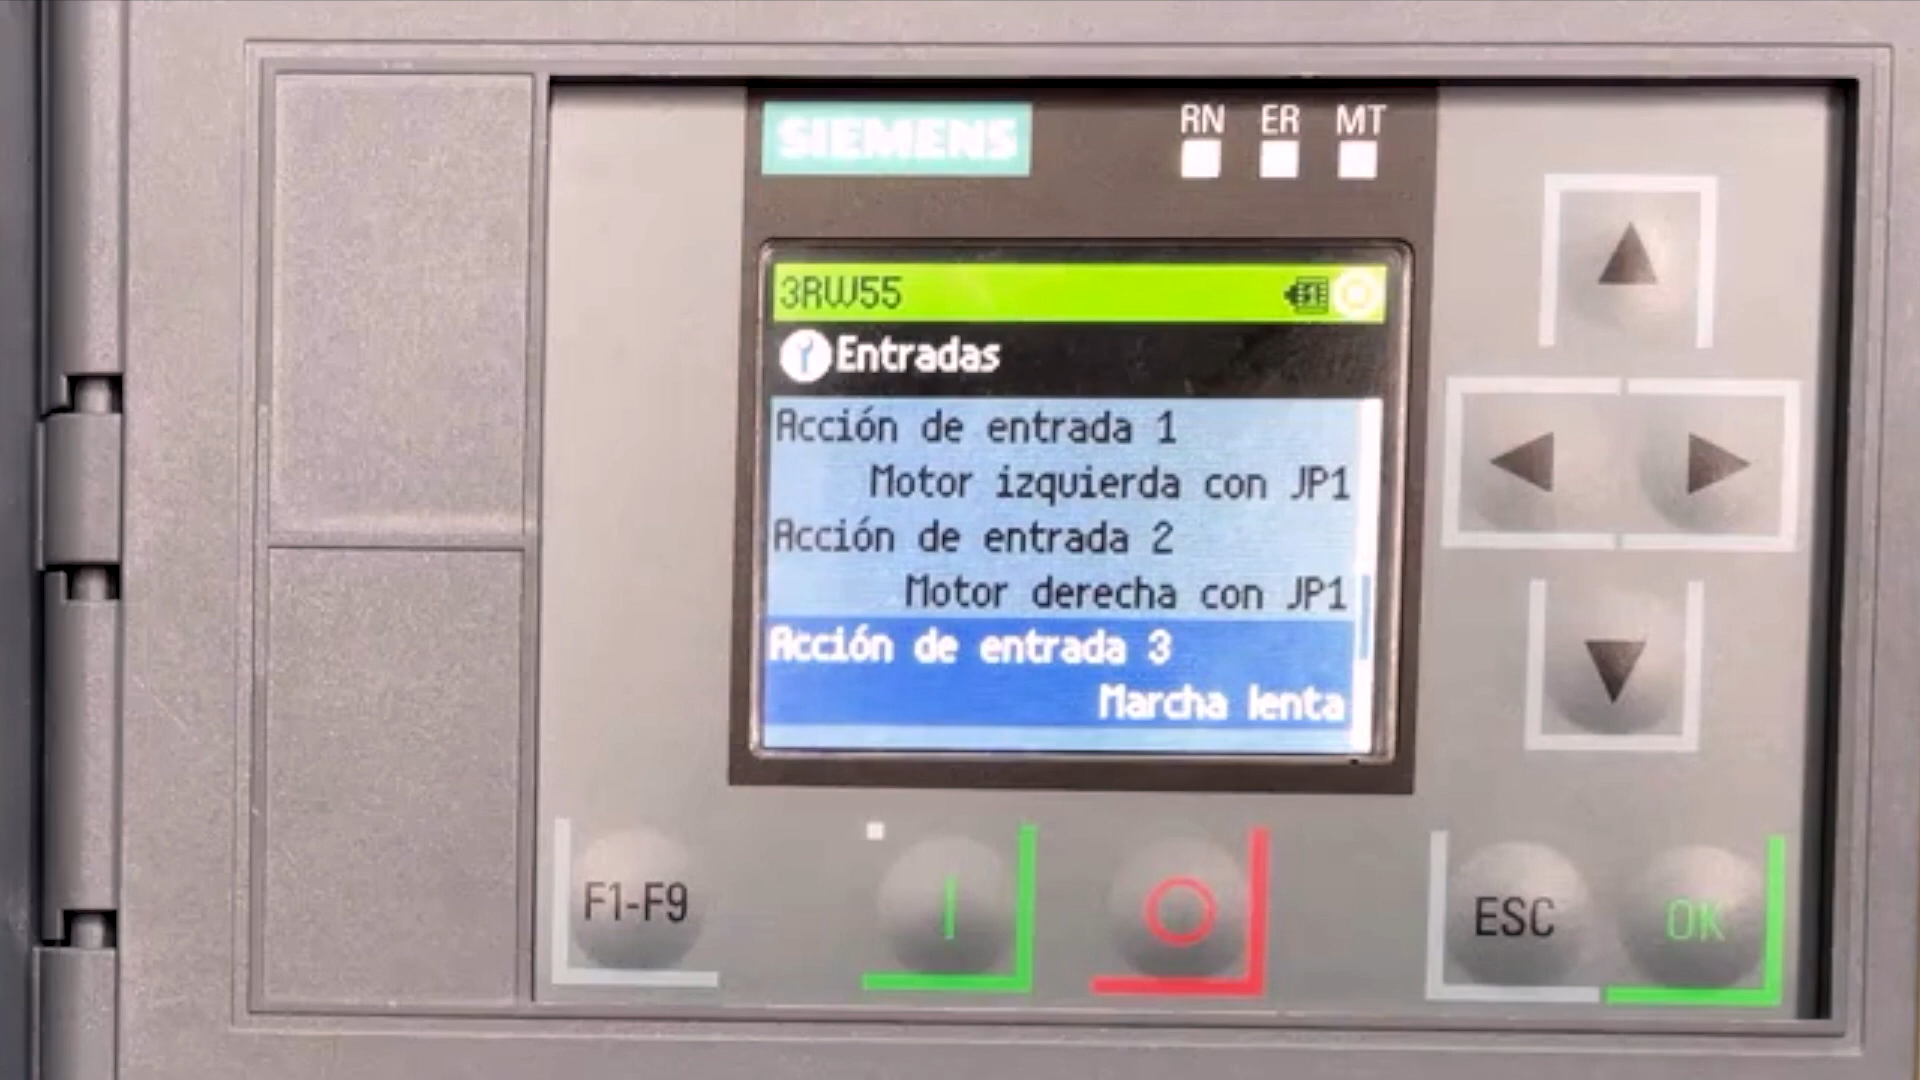 SIEMENS
RN ER MT
3RW55
Entradas
Acción de entrada 1
Motor izquierda con JP1
Acción de entrada 2
Motor derecha con JP1
Acción de entrada 3
Marcha lenta
F1-F9
ESC
OK